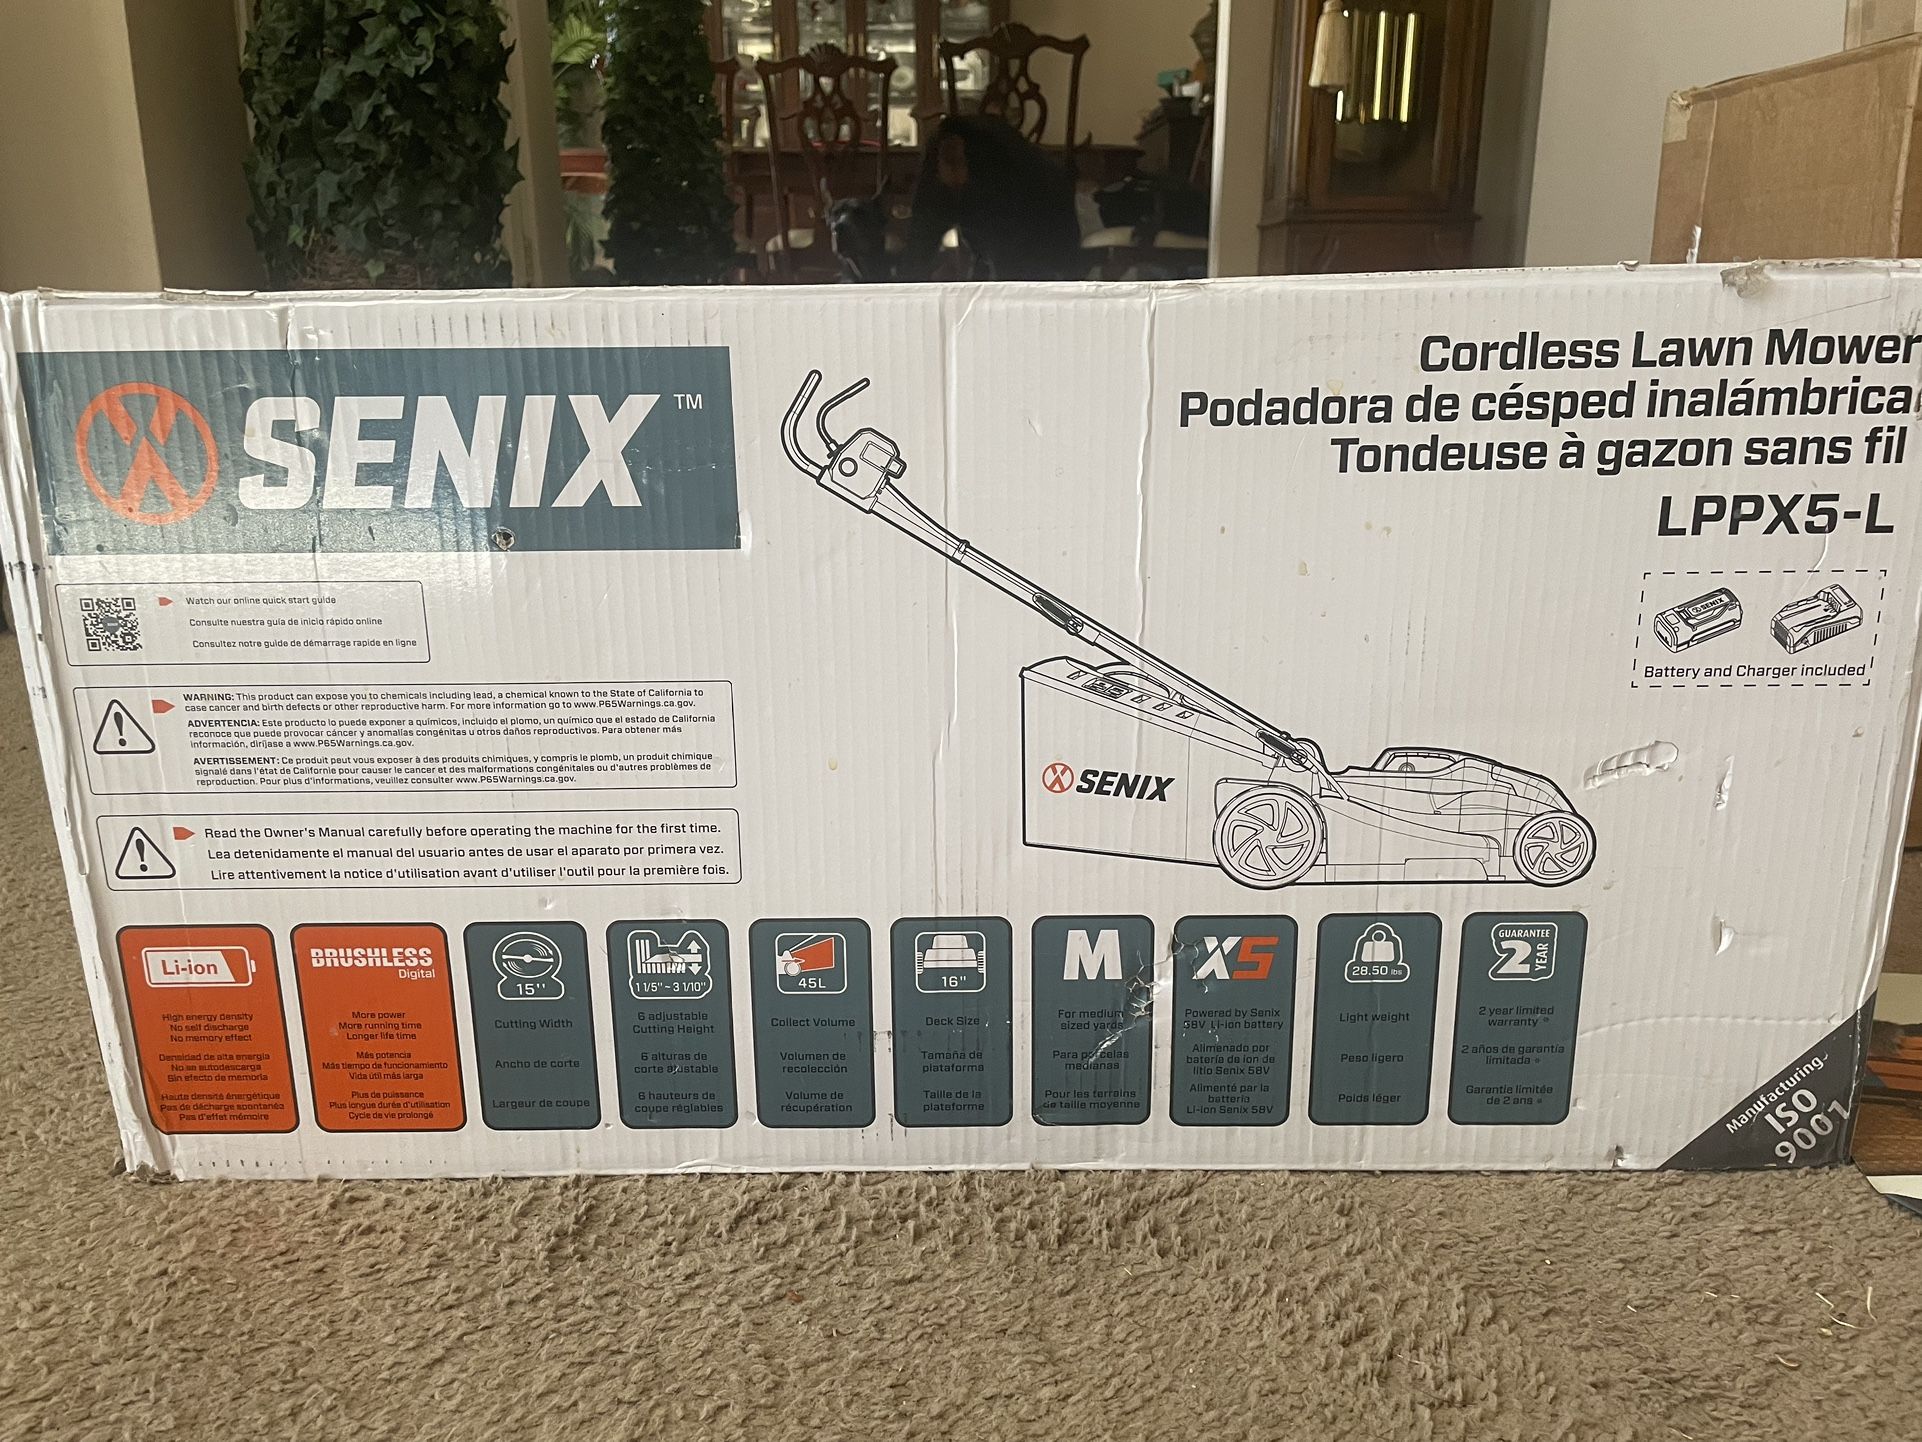 SENIX™
Cordless Lawn Mower
Podadora de césped inalámbrica
Tondeuse à gazon sans fil
LPPX5-L
SENIX
Battery and Charger included
Watch our online quick start guide
Consulte nuestra guía de inicio rápido online
Consultez notre guide de démarrage rapide en ligne
WARNING: This product can expose you to chemicals including lead, a chemical known to the State of California to
case cancer and birth defects or other reproductive harm. For more information go to www.P65Warnings.ca.gov.
ADVERTENCIA: Este producto lo puede exponer a químicos, incluido el plomo, un químico que el estado de California
reconoce que puede provocar cáncer y anomalías congénitas u otros daños reproductivos. Para obtener más
información, diríjase a www.P65Warnings.ca.gov.
AVERTISSEMENT: Ce produit peut vous exposer à des produits chimiques, y compris le plomb, un produit chimique
signalé dans l'état de Californie pour causer le cancer et des malformations congénitales ou d'autres problèmes de
reproduction. Pour plus d'informations, veuillez consulter www.P65Warnings.ca.gov.
Read the Owner's Manual carefully before operating the machine for the first time.
Lea detenidamente el manual del usuario antes de usar el aparato por primera vez.
Lire attentivement la notice d'utilisation avant d'utiliser l'outil pour la première fois.
SENIX
Li-ion
High energy density
No self discharge
No memory effect
Densidad de alta energía
No se autodescarga
Sin efecto de memoria
Haute densité énergétique
Pas de décharge spontanée
Pas d'effet mémoire
BRUSHLESS
Digital
More power
More running time
Longer life time
Más potencia
Más tiempo de funcionamiento
Vida útil más larga
Plus de puissance
Plus longue durée d'utilisation
Cycle de vie prolongé
15"
Cutting Width
Ancho de corte
Largeur de coupe
1 1/5" ~ 3 1/10"
6 adjustable
Cutting Height
6 alturas de
corte ajustable
6 hauteurs de
coupe réglables
45L
Collect Volume
Volumen de
recolección
Volume de
récupération
16"
Deck Size
Tamaña de
plataforma
Taille de la
plateforme
M
For medium
sized yards
Para parcelas
medianas
Pour les terrains
de taille moyenne
X5
Powered by Senix
58V Li-ion battery
Alimenado por
batería de ion de
litio Senix 58V
Alimenté par la
batterie
Li-ion Senix 58V
28.50 lbs
Light weight
Peso ligero
Poids léger
GUARANTEE
2 YEAR
2 year limited
warranty *
2 años de garantía
limitada *
Garantie limitée
de 2 ans *
Manufacturing
ISO
9001